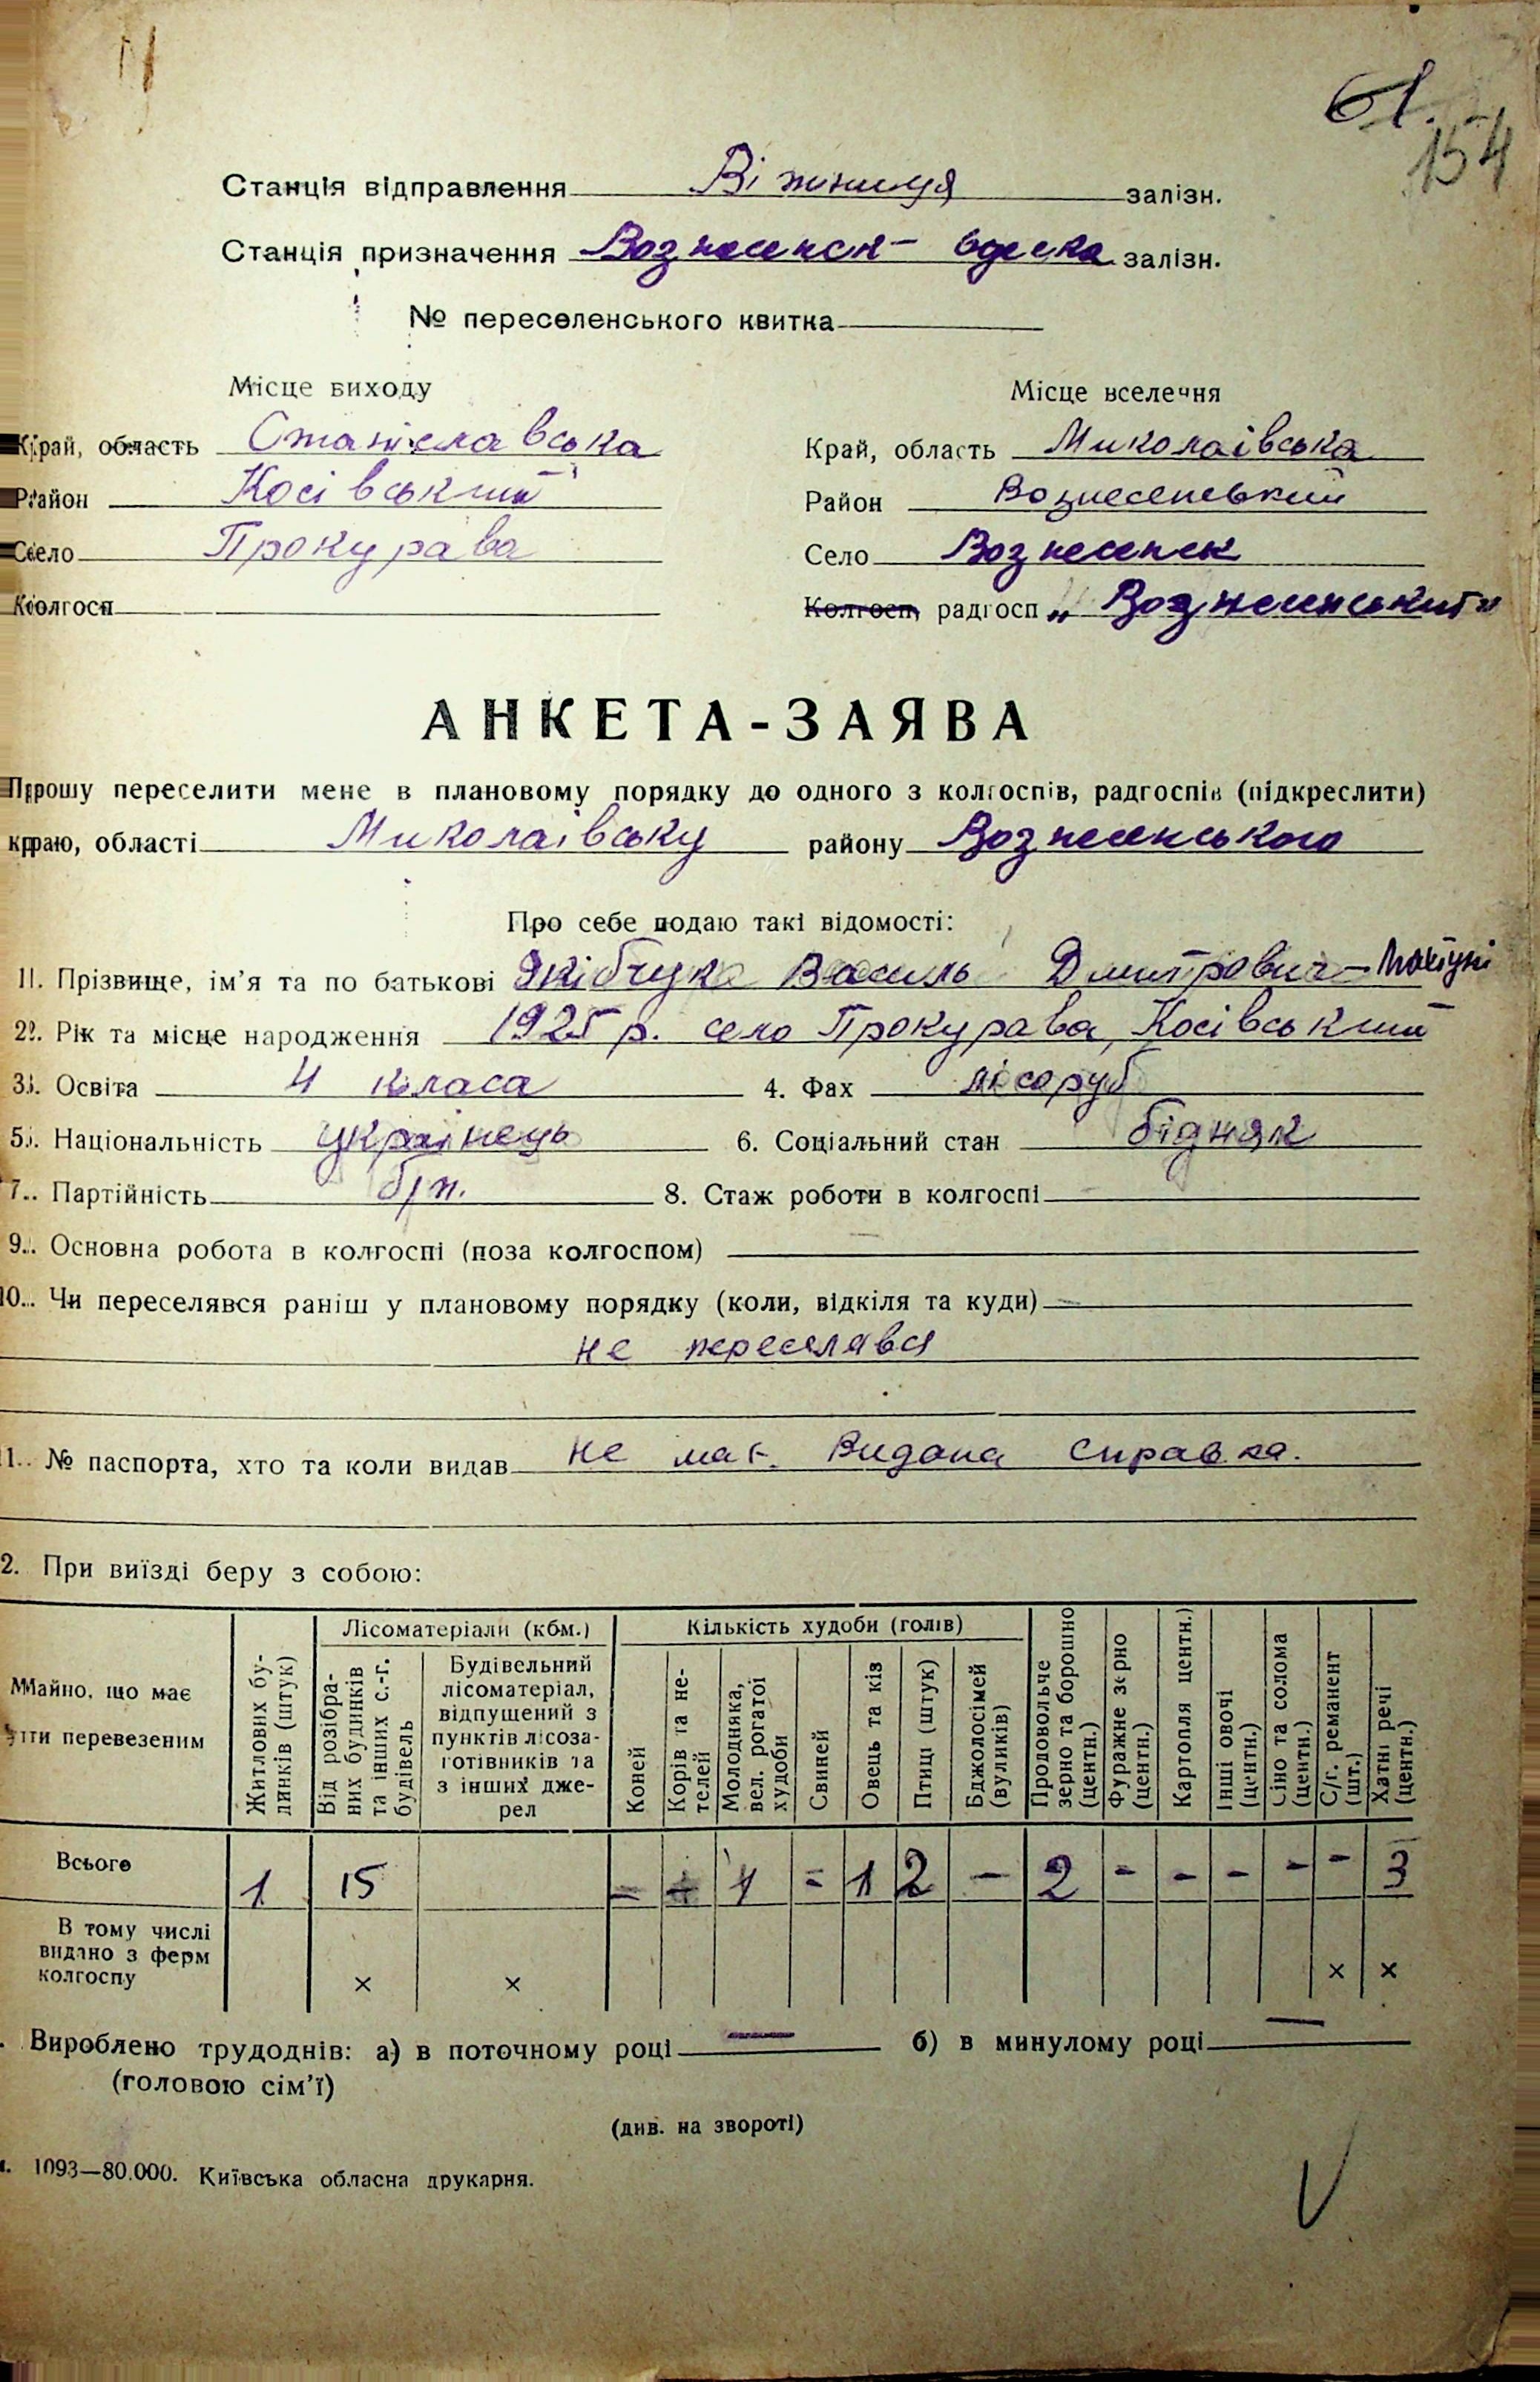 61.
154
Станція відправлення Віжниця залізн.
Станція призначення Вознесенск - Одеска залізн.
№ переселенського квитка
Місце виходу
Край, область Станіславська
Район Косівський
Село Прокурава
Колгосп
Місце вселення
Край, область Миколаівська
Район Вознесенський
Село Вознесенск
Колгосп, радгосп „Вознесенський"
АНКЕТА-ЗАЯВА
Прошу переселити мене в плановому порядку до одного з колгоспів, радгоспів (підкреслити)
краю, області Миколаівську району Вознесенського
Про себе подаю такі відомості:
1. Прізвище, ім'я та по батькові Якібчука Василь Дмитрович-
2. Рік та місце народження 1925 р. село Прокурава, Косівський
3. Освіта 4 класа 4. Фах лісоруб
5. Національність українець 6. Соціальний стан бідняк
7. Партійність б/п. 8. Стаж роботи в колгоспі
9. Основна робота в колгоспі (поза колгоспом)
10. Чи переселявся раніш у плановому порядку (коли, відкіля та куди)
не переселявся
1. № паспорта, хто та коли видав не має. Видана справка.
2. При виїзді беру з собою:
Майно, що має бути перевезеним
Житлових будинків (штук)
Лісоматеріали (кбм.)
Від розібраних будинків та інших с.-г. будівель
Будівельний лісоматеріал, відпущений з пунктів лісозаготівників та з інших джерел
Кількість худоби (голів)
Коней
Корів та нетелей
Молодняка, вел. рогатої худоби
Свиней
Овець та кіз
Птиці (штук)
Бджолосімей (вуликів)
Продовольче зерно та борошно (центн.)
Фуражне зерно (центн.)
Картопля центн.)
Інші овочі (центн.)
Сіно та солома (центн.)
С/г. реманент (шт.)
Хатні речі (центн.)
Всього 1 15 - - 1 = 1 2 - 2 - - - - - 3
В тому числі видано з ферм колгоспу × × × ×
Вироблено трудоднів: а) в поточному році — б) в минулому році —
(головою сім'ї)
(див. на звороті)
1093—80.000. Київська обласна друкарня.